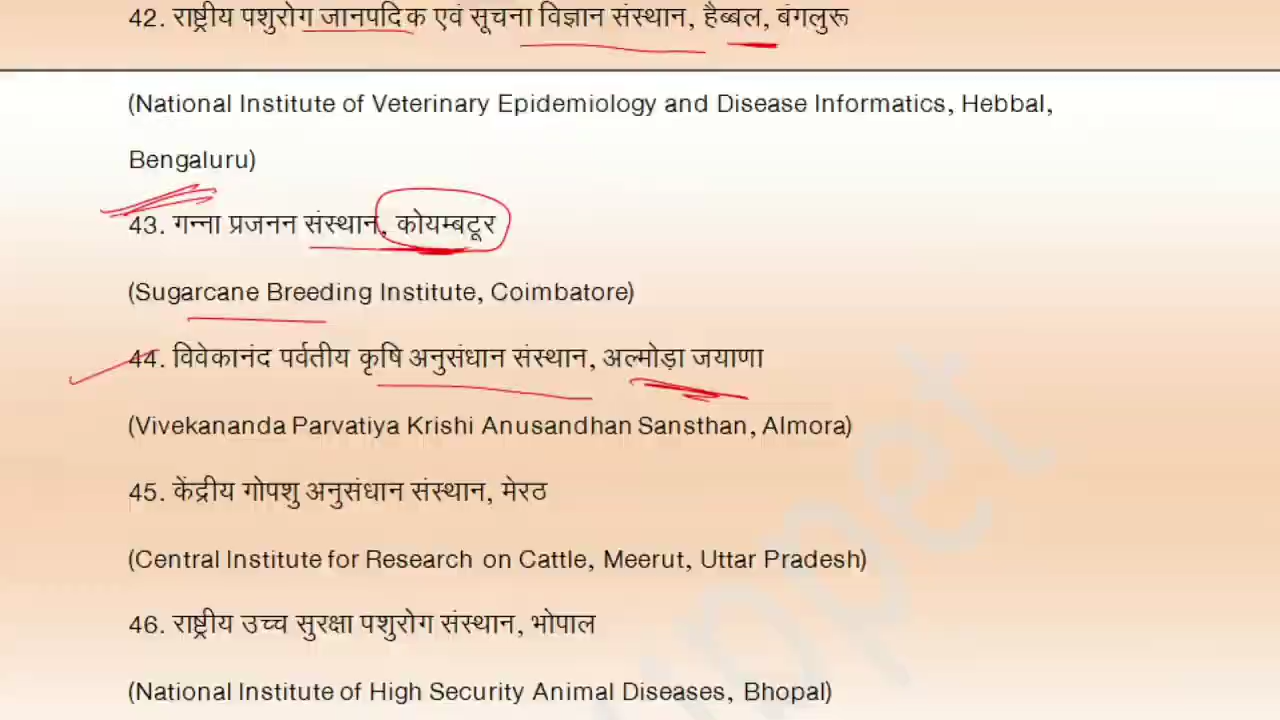 42. राष्ट्रीय पशुरोग जानपदिक एवं सूचना विज्ञान संस्थान, हैब्बल, बंगलुरू
(National Institute of Veterinary Epidemiology and Disease Informatics, Hebbal,
Bengaluru)
43. गन्ना प्रजनन संस्थान, कोयम्बटूर
(Sugarcane Breeding Institute, Coimbatore)
44. विवेकानंद पर्वतीय कृषि अनुसंधान संस्थान, अल्मोड़ा जयाणा
(Vivekananda Parvatiya Krishi Anusandhan Sansthan, Almora)
45. केंद्रीय गोपशु अनुसंधान संस्थान, मेरठ
(Central Institute for Research on Cattle, Meerut, Uttar Pradesh)
46. राष्ट्रीय उच्च सुरक्षा पशुरोग संस्थान, भोपाल
(National Institute of High Security Animal Diseases, Bhopal)